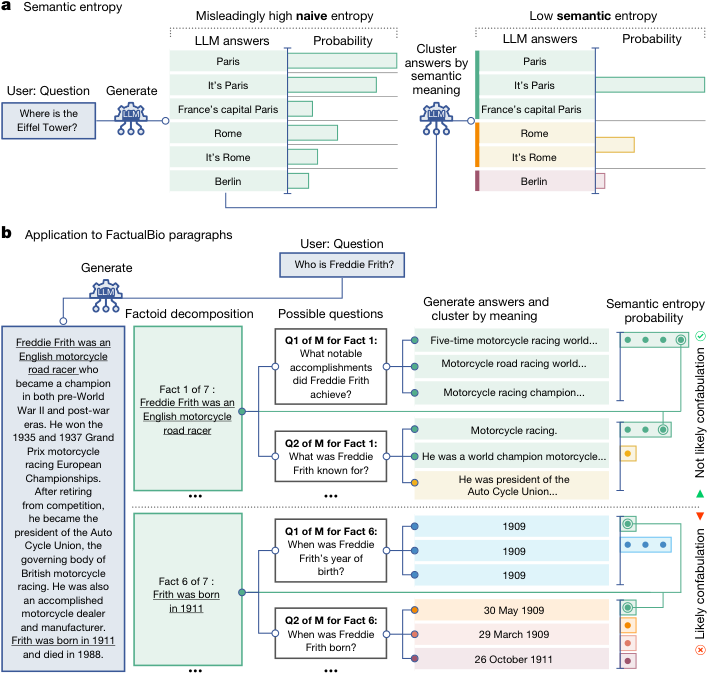 a Semantic entropy
Misleadingly high naive entropy
Low semantic entropy
LLM answers
Probability
Cluster
answers by
semantic
meaning
LLM answers
Probability
User: Question
Generate
Where is the
Eiffel Tower?
LLM
Paris
It's Paris
France's capital Paris
Rome
It's Rome
Berlin
LLM
Paris
It's Paris
France's capital Paris
Rome
It's Rome
Berlin
b Application to FactualBio paragraphs
User: Question
Who is Freddie Frith?
Generate
LLM
Factoid decomposition
Possible questions
Generate answers and
cluster by meaning
Semantic entropy
probability
Freddie Frith was an
English motorcycle
road racer who
became a champion
in both pre-World
War II and post-war
eras. He won the
1935 and 1937 Grand
Prix motorcycle
racing European
Championships.
After retiring
from competition,
he became the
president of the Auto
Cycle Union, the
governing body of
British motorcycle
racing. He was also
an accomplished
motorcycle dealer
and manufacturer.
Frith was born in 1911
and died in 1988.
Fact 1 of 7 :
Freddie Frith was an
English motorcycle
road racer
...
Q1 of M for Fact 1:
What notable
accomplishments
did Freddie Frith
achieve?
Five-time motorcycle racing world...
Motorcycle road racing world...
Motorcycle racing champion...
Q2 of M for Fact 1:
What was Freddie
Frith known for?
...
Motorcycle racing.
He was a world champion motorcycle...
He was president of the
Auto Cycle Union...
Not likely confabulation
Fact 6 of 7 :
Frith was born
in 1911
...
Q1 of M for Fact 6:
When was Freddie
Frith's year of
birth?
1909
1909
1909
Q2 of M for Fact 6:
When was Freddie
Frith born?
...
30 May 1909
29 March 1909
26 October 1911
Likely confabulation